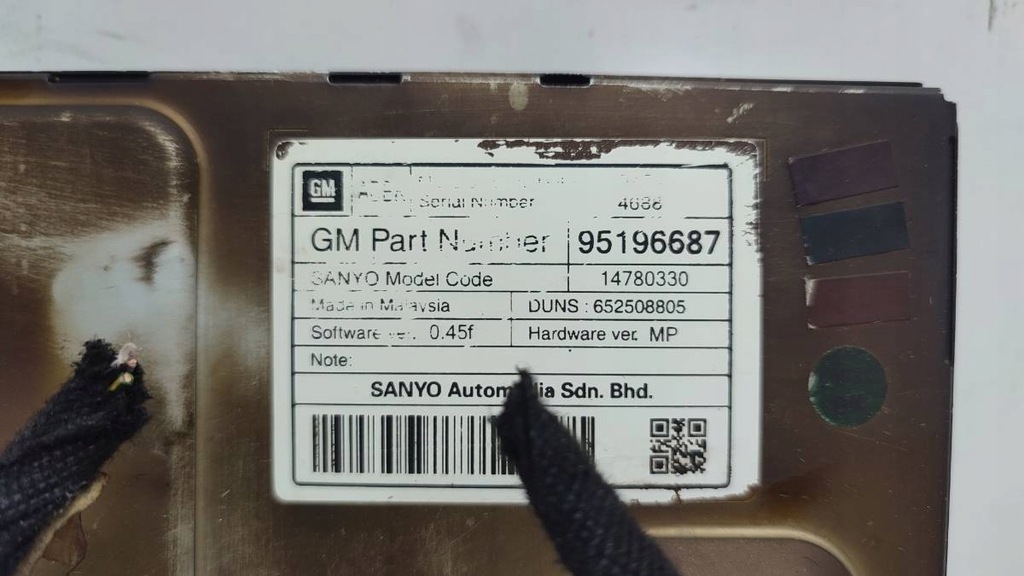 GM
Serial Number 4688
GM Part Number 95196687
SANYO Model Code 14780330
Made in Malaysia DUNS : 652508805
Software ver. 0.45f Hardware ver. MP
Note:
SANYO Automedia Sdn. Bhd.